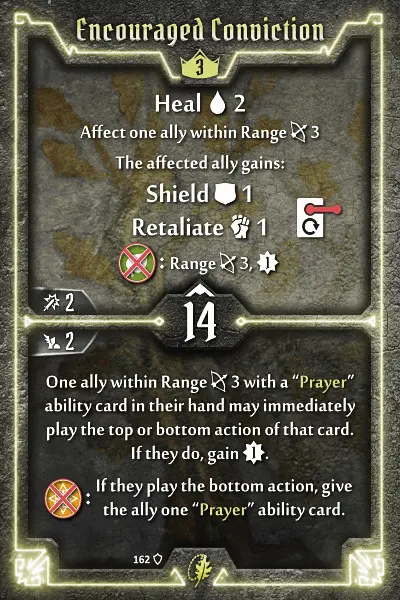 Encouraged Conviction
3
Heal 2
Affect one ally within Range 3
The affected ally gains:
Shield 1
Retaliate 1
: Range 3, 1
2
14
2
One ally within Range 3 with a “Prayer”
ability card in their hand may immediately
play the top or bottom action of that card.
If they do, gain 1.
: If they play the bottom action, give
the ally one “Prayer” ability card.
162